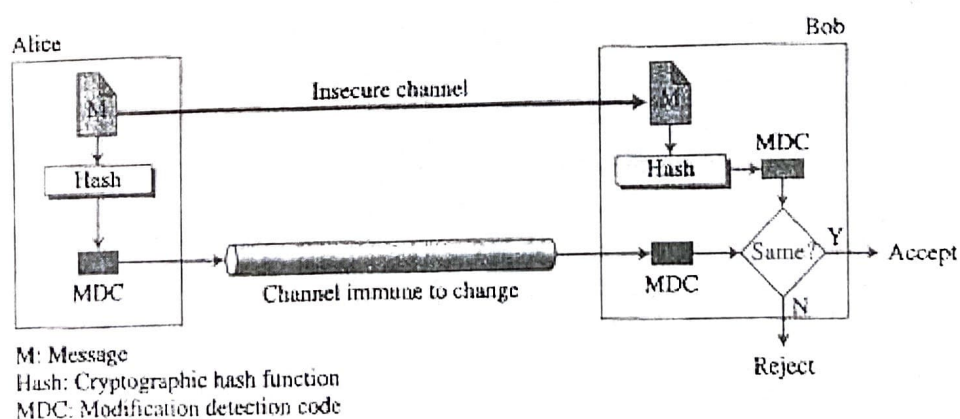 Alice
Bob
Insecure channel
M
M
MDC
Hash
Hash
Same?
Y
Accept
MDC
Channel immune to change
MDC
N
Reject
M: Message
Hash: Cryptographic hash function
MDC: Modification detection code